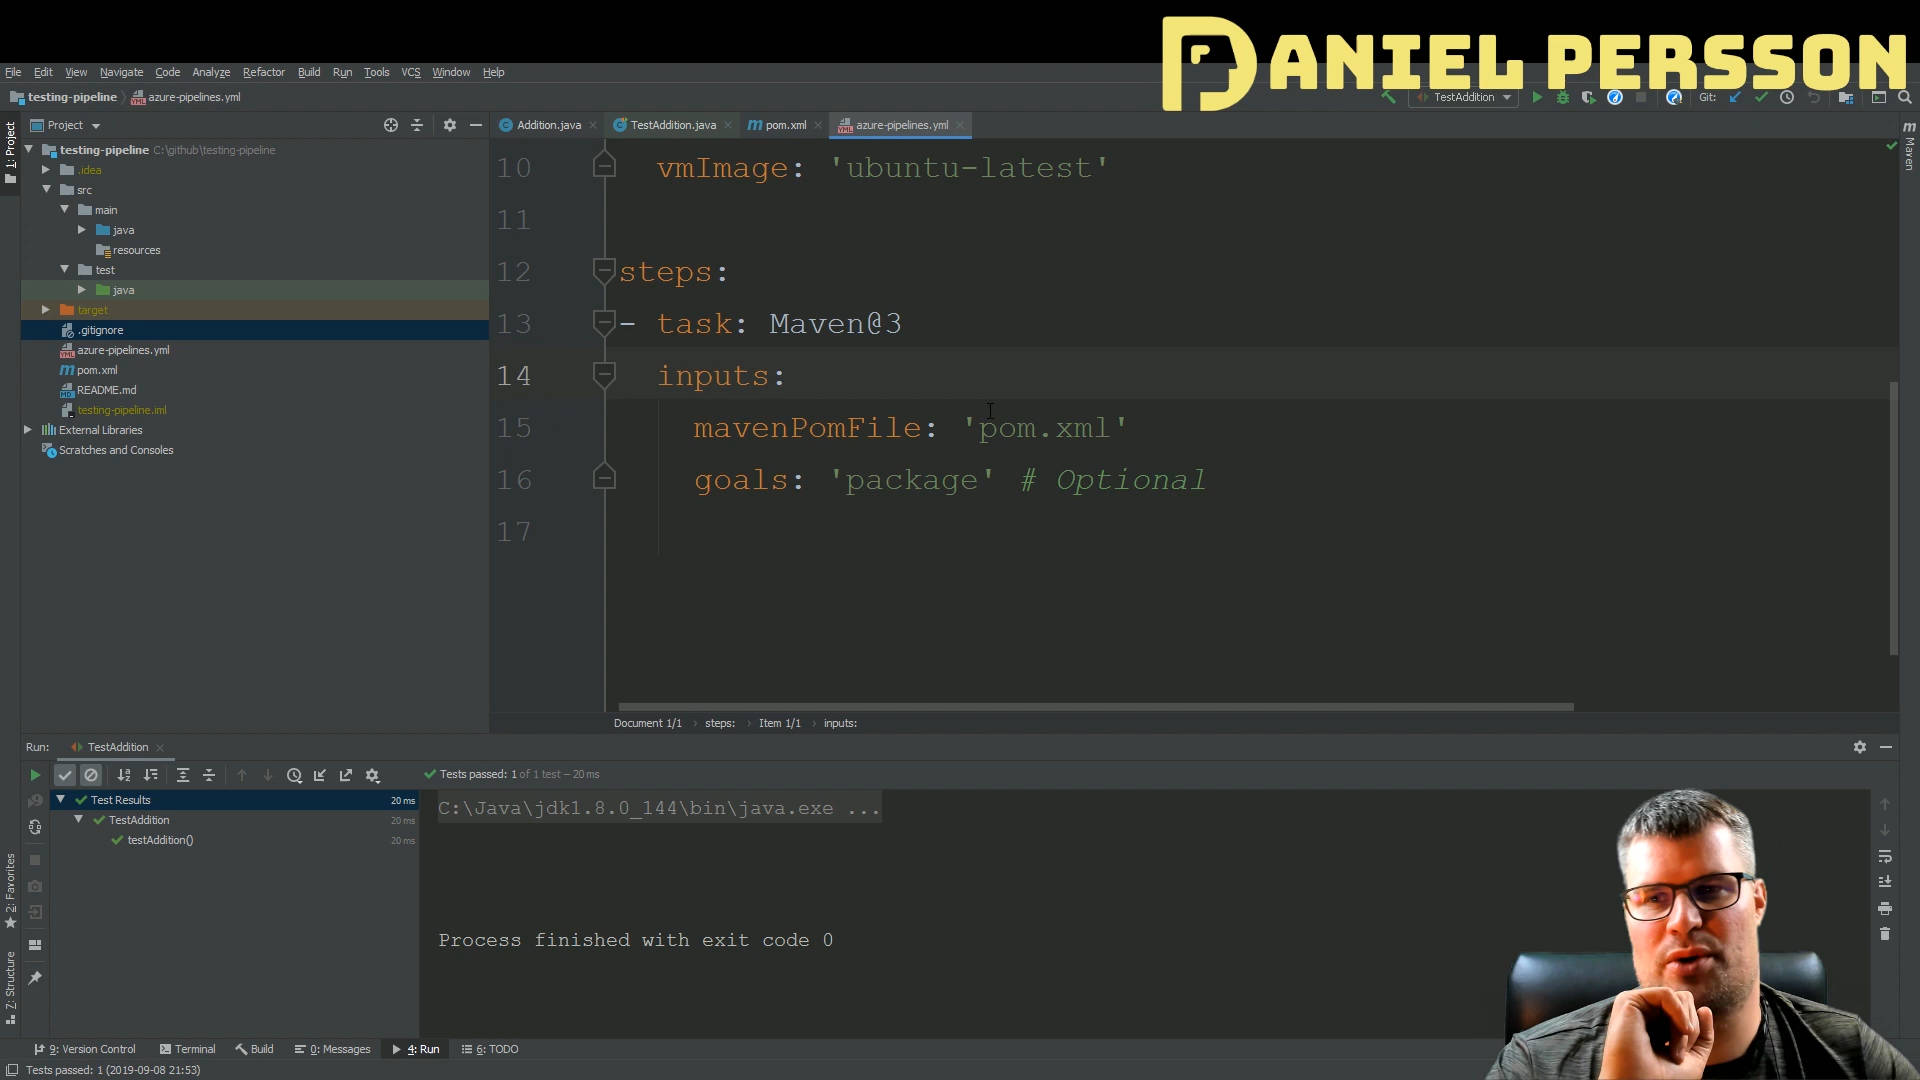 DANIEL PERSSON
File Edit View Navigate Code Analyze Refactor Build Run Tools VCS Window Help
testing-pipeline azure-pipelines.yml
TestAddition
Git:
1: Project
Project
Addition.java TestAddition.java pom.xml azure-pipelines.yml
Maven
testing-pipeline C:\github\testing-pipeline
.idea
src
main
java
resources
test
java
target
.gitignore
azure-pipelines.yml
pom.xml
README.md
testing-pipeline.iml
External Libraries
Scratches and Consoles
10 vmImage: 'ubuntu-latest'
11
12 steps:
13 - task: Maven@3
14 inputs:
15 mavenPomFile: 'pom.xml'
16 goals: 'package' # Optional
17
Document 1/1 steps: Item 1/1 inputs:
Run: TestAddition
Tests passed: 1 of 1 test – 20 ms
Test Results 20 ms
TestAddition 20 ms
testAddition() 20 ms
C:\Java\jdk1.8.0_144\bin\java.exe ...
Process finished with exit code 0
2: Favorites
7: Structure
9: Version Control Terminal Build 0: Messages 4: Run 6: TODO
Tests passed: 1 (2019-09-08 21:53)